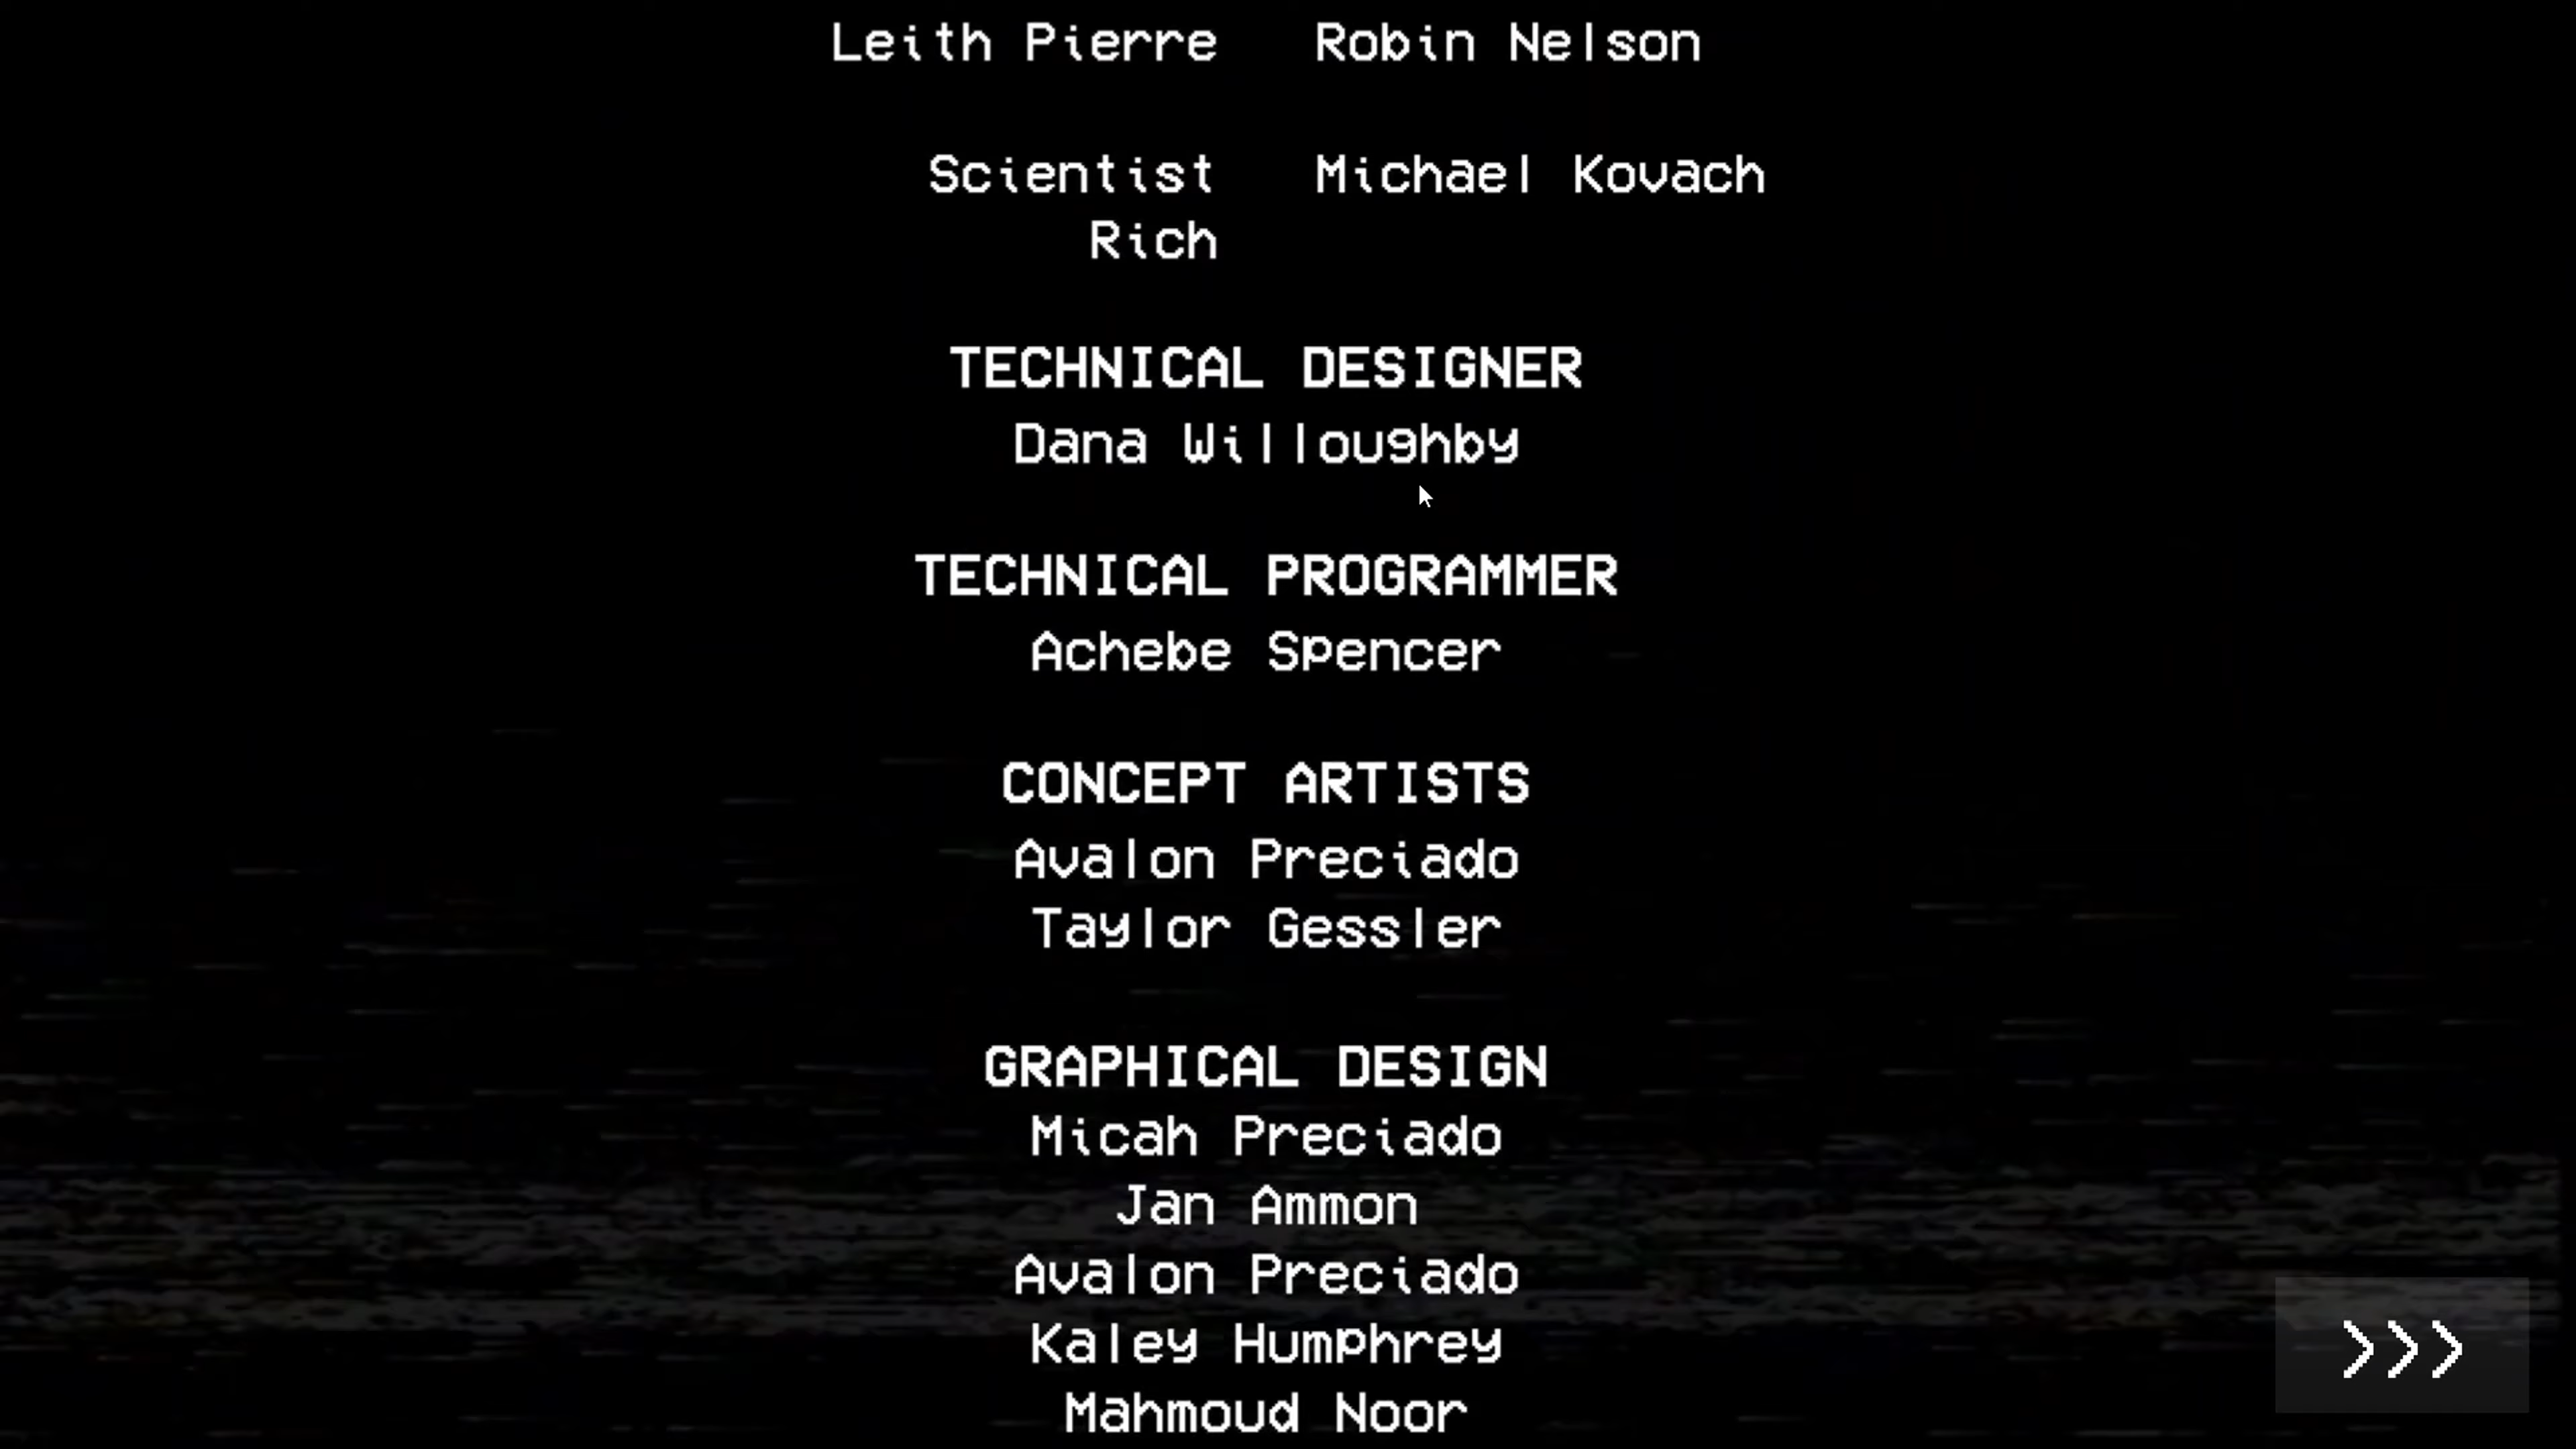 Leith Pierre Robin Nelson
Scientist Michael Kovach
Rich
TECHNICAL DESIGNER
Dana Willoughby
TECHNICAL PROGRAMMER
Achebe Spencer
CONCEPT ARTISTS
Avalon Preciado
Taylor Gessler
GRAPHICAL DESIGN
Micah Preciado
Jan Ammon
Avalon Preciado
Kaley Humphrey
Mahmoud Noor
>>>